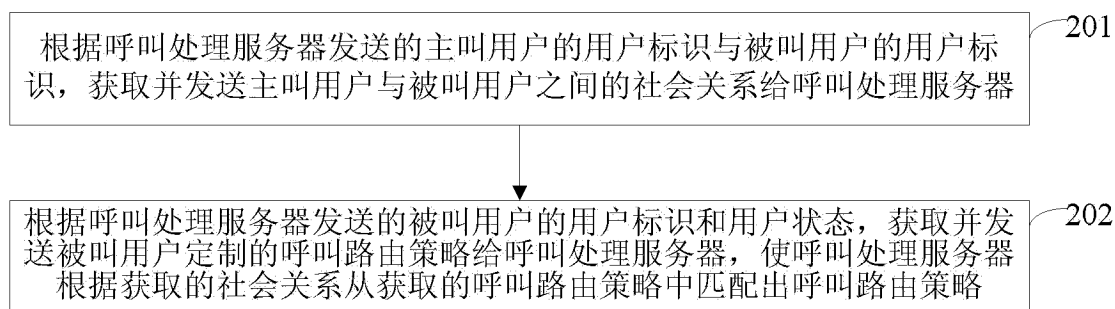 根据呼叫处理服务器发送的主叫用户的用户标识与被叫用户的用户标
识，获取并发送主叫用户与被叫用户之间的社会关系给呼叫处理服务器
201
根据呼叫处理服务器发送的被叫用户的用户标识和用户状态，获取并发
送被叫用户定制的呼叫路由策略给呼叫处理服务器，使呼叫处理服务器
根据获取的社会关系从获取的呼叫路由策略中匹配出呼叫路由策略
202